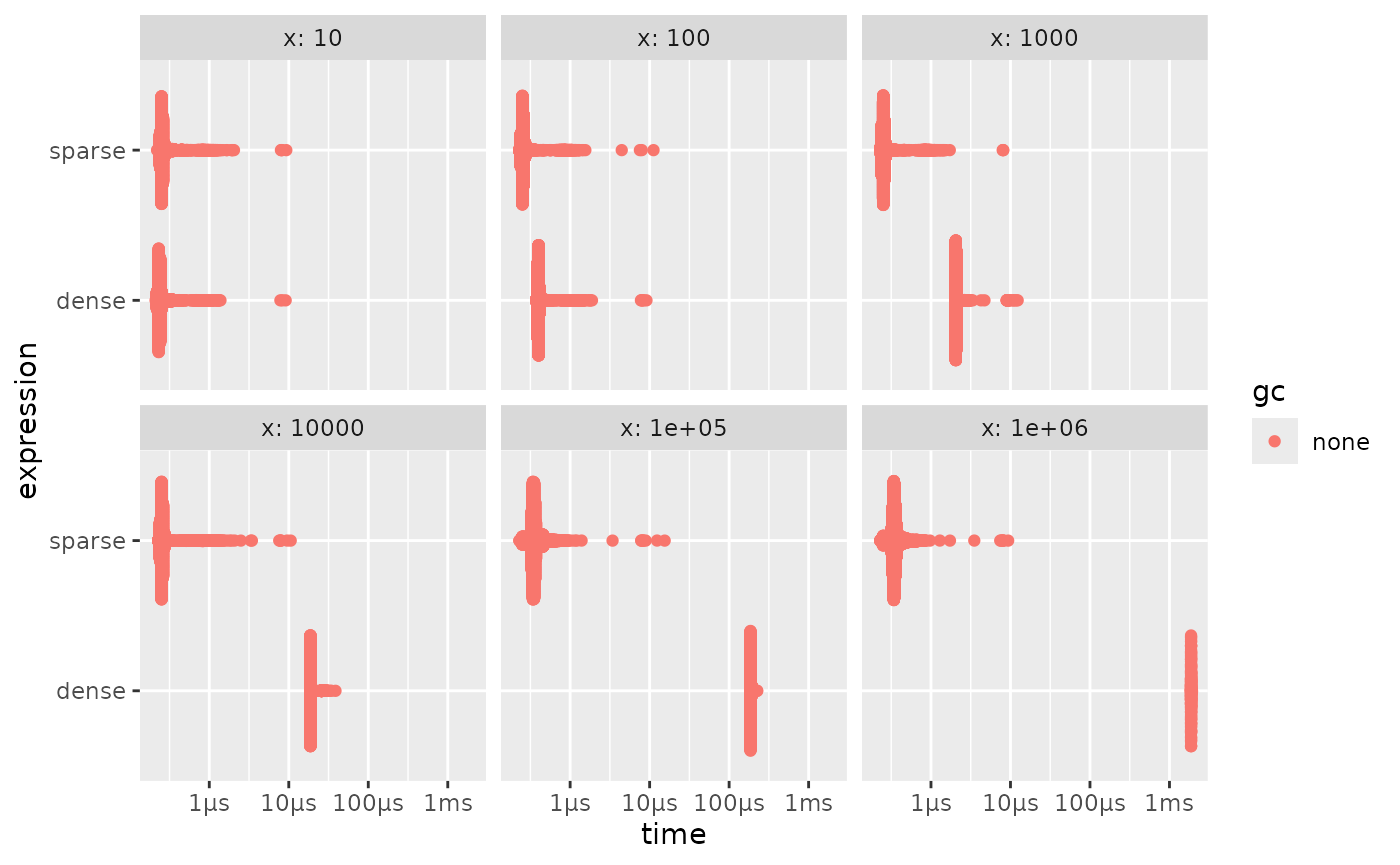 x: 10
x: 100
x: 1000
sparse
dense
expression
x: 10000
x: 1e+05
x: 1e+06
sparse
dense
1µs 10µs 100µs 1ms
1µs 10µs 100µs 1ms
1µs 10µs 100µs 1ms
time
gc
none